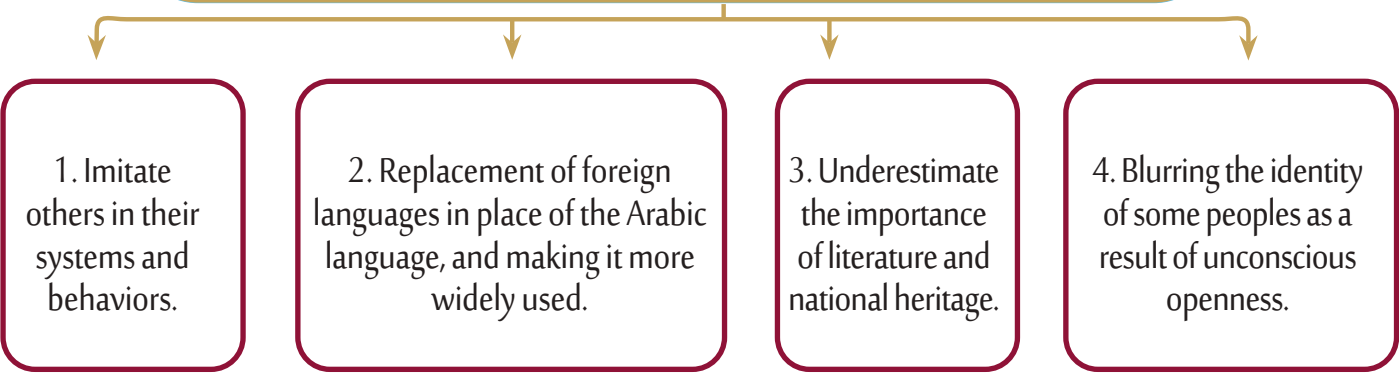 1. Imitate
others in their
systems and
behaviors.
2. Replacement of foreign
languages in place of the Arabic
language, and making it more
widely used.
3. Underestimate
the importance
of literature and
national heritage.
4. Blurring the identity
of some peoples as a
result of unconscious
openness.